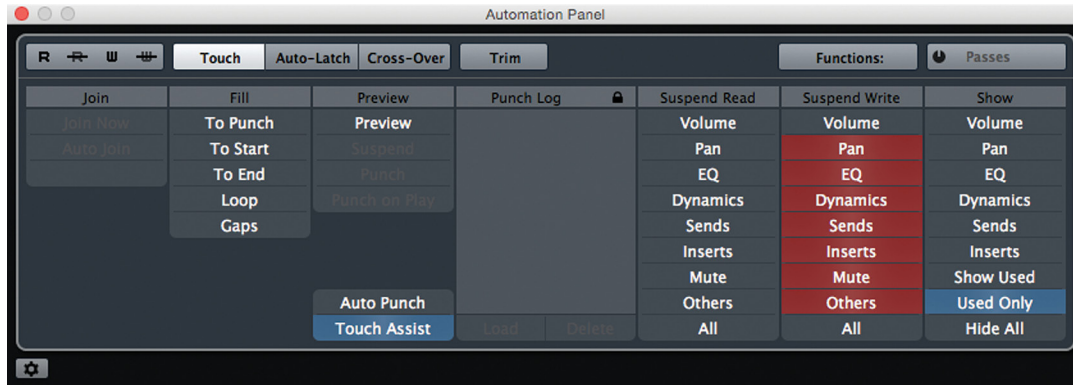 Automation Panel
R R W W Touch Auto-Latch Cross-Over Trim Functions: Passes
Join Fill Preview Punch Log Suspend Read Suspend Write Show
Join Now To Punch Preview Volume Volume Volume
Auto Join To Start Suspend Pan Pan Pan
To End Punch EQ EQ EQ
Loop Punch on Play Dynamics Dynamics Dynamics
Gaps Sends Sends Sends
Inserts Inserts Inserts
Mute Mute Show Used
Auto Punch Others Others Used Only
Touch Assist Load Delete All All Hide All